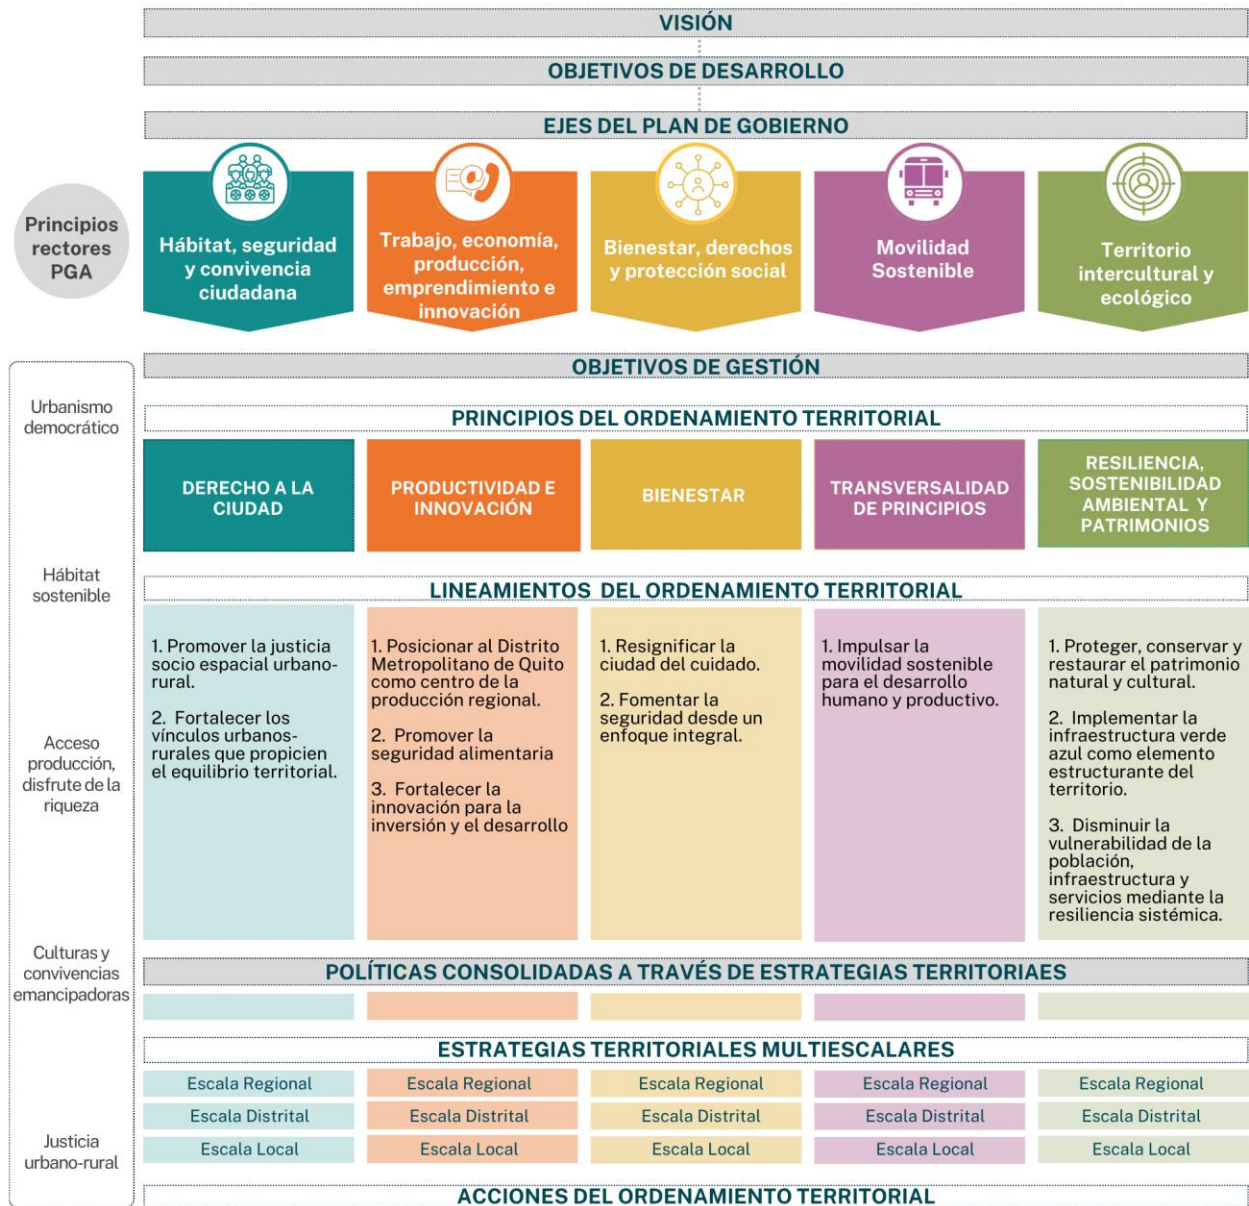 VISIÓN
OBJETIVOS DE DESARROLLO
EJES DEL PLAN DE GOBIERNO
Principios
rectores
PGA
Hábitat, seguridad
y convivencia
ciudadana
Trabajo, economía,
producción,
emprendimiento e
innovación
Bienestar, derechos
y protección social
Movilidad
Sostenible
Territorio
intercultural y
ecológico
OBJETIVOS DE GESTIÓN
Urbanismo
democrático
Hábitat
sostenible
Acceso
producción,
disfrute de la
riqueza
Culturas y
convivencias
emancipadoras
Justicia
urbano-rural
PRINCIPIOS DEL ORDENAMIENTO TERRITORIAL
DERECHO A LA
CIUDAD
PRODUCTIVIDAD E
INNOVACIÓN
BIENESTAR
TRANSVERSALIDAD
DE PRINCIPIOS
RESILIENCIA,
SOSTENIBILIDAD
AMBIENTAL Y
PATRIMONIOS
LINEAMIENTOS DEL ORDENAMIENTO TERRITORIAL
1. Promover la justicia
socio espacial urbano-
rural.
2. Fortalecer los
vínculos urbanos-
rurales que propicien
el equilibrio territorial.
1. Posicionar al Distrito
Metropolitano de Quito
como centro de la
producción regional.
2. Promover la
seguridad alimentaria
3. Fortalecer la
innovación para la
inversión y el desarrollo
1. Resignificar la
ciudad del cuidado.
2. Fomentar la
seguridad desde un
enfoque integral.
1. Impulsar la
movilidad sostenible
para el desarrollo
humano y productivo.
1. Proteger, conservar y
restaurar el patrimonio
natural y cultural.
2. Implementar la
infraestructura verde
azul como elemento
estructurante del
territorio.
3. Disminuir la
vulnerabilidad de la
población,
infraestructura y
servicios mediante la
resiliencia sistémica.
POLÍTICAS CONSOLIDADAS A TRAVÉS DE ESTRATEGIAS TERRITORIAES
ESTRATEGIAS TERRITORIALES MULTIESCALARES
Escala Regional
Escala Regional
Escala Regional
Escala Regional
Escala Regional
Escala Distrital
Escala Distrital
Escala Distrital
Escala Distrital
Escala Distrital
Escala Local
Escala Local
Escala Local
Escala Local
Escala Local
ACCIONES DEL ORDENAMIENTO TERRITORIAL